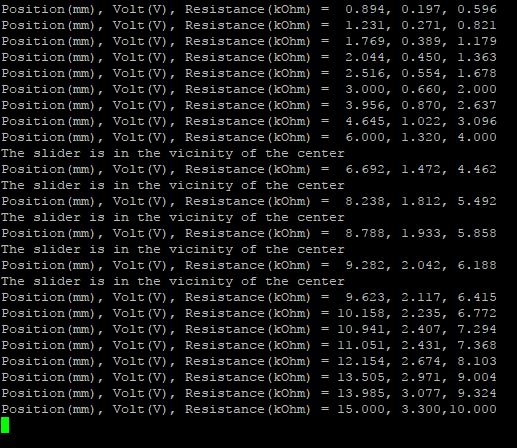 Position(mm), Volt(V), Resistance(kOhm) =  0.894, 0.197, 0.596
Position(mm), Volt(V), Resistance(kOhm) =  1.231, 0.271, 0.821
Position(mm), Volt(V), Resistance(kOhm) =  1.769, 0.389, 1.179
Position(mm), Volt(V), Resistance(kOhm) =  2.044, 0.450, 1.363
Position(mm), Volt(V), Resistance(kOhm) =  2.516, 0.554, 1.678
Position(mm), Volt(V), Resistance(kOhm) =  3.000, 0.660, 2.000
Position(mm), Volt(V), Resistance(kOhm) =  3.956, 0.870, 2.637
Position(mm), Volt(V), Resistance(kOhm) =  4.645, 1.022, 3.096
Position(mm), Volt(V), Resistance(kOhm) =  6.000, 1.320, 4.000
The slider is in the vicinity of the center
Position(mm), Volt(V), Resistance(kOhm) =  6.692, 1.472, 4.462
The slider is in the vicinity of the center
Position(mm), Volt(V), Resistance(kOhm) =  8.238, 1.812, 5.492
The slider is in the vicinity of the center
Position(mm), Volt(V), Resistance(kOhm) =  8.788, 1.933, 5.858
The slider is in the vicinity of the center
Position(mm), Volt(V), Resistance(kOhm) =  9.282, 2.042, 6.188
The slider is in the vicinity of the center
Position(mm), Volt(V), Resistance(kOhm) =  9.623, 2.117, 6.415
Position(mm), Volt(V), Resistance(kOhm) = 10.158, 2.235, 6.772
Position(mm), Volt(V), Resistance(kOhm) = 10.941, 2.407, 7.294
Position(mm), Volt(V), Resistance(kOhm) = 11.051, 2.431, 7.368
Position(mm), Volt(V), Resistance(kOhm) = 12.154, 2.674, 8.103
Position(mm), Volt(V), Resistance(kOhm) = 13.505, 2.971, 9.004
Position(mm), Volt(V), Resistance(kOhm) = 13.985, 3.077, 9.324
Position(mm), Volt(V), Resistance(kOhm) = 15.000, 3.300,10.000